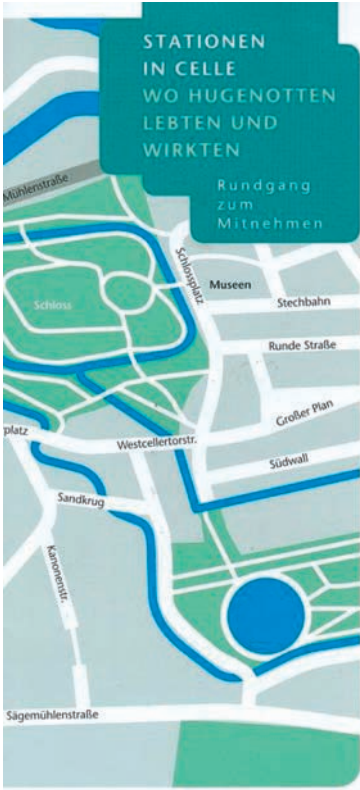 STATIONEN
IN CELLE
WO HUGENOTTEN
LEBTEN UND
WIRKTEN
Rundgang
zum
Mitnehmen
Mühlenstraße
Schlossplatz
Museen
Schloss
Stechbahn
Runde Straße
Großer Plan
platz
Westcellertorstr.
Südwall
Sandkrug
Kanonenstr.
Sägemühlenstraße